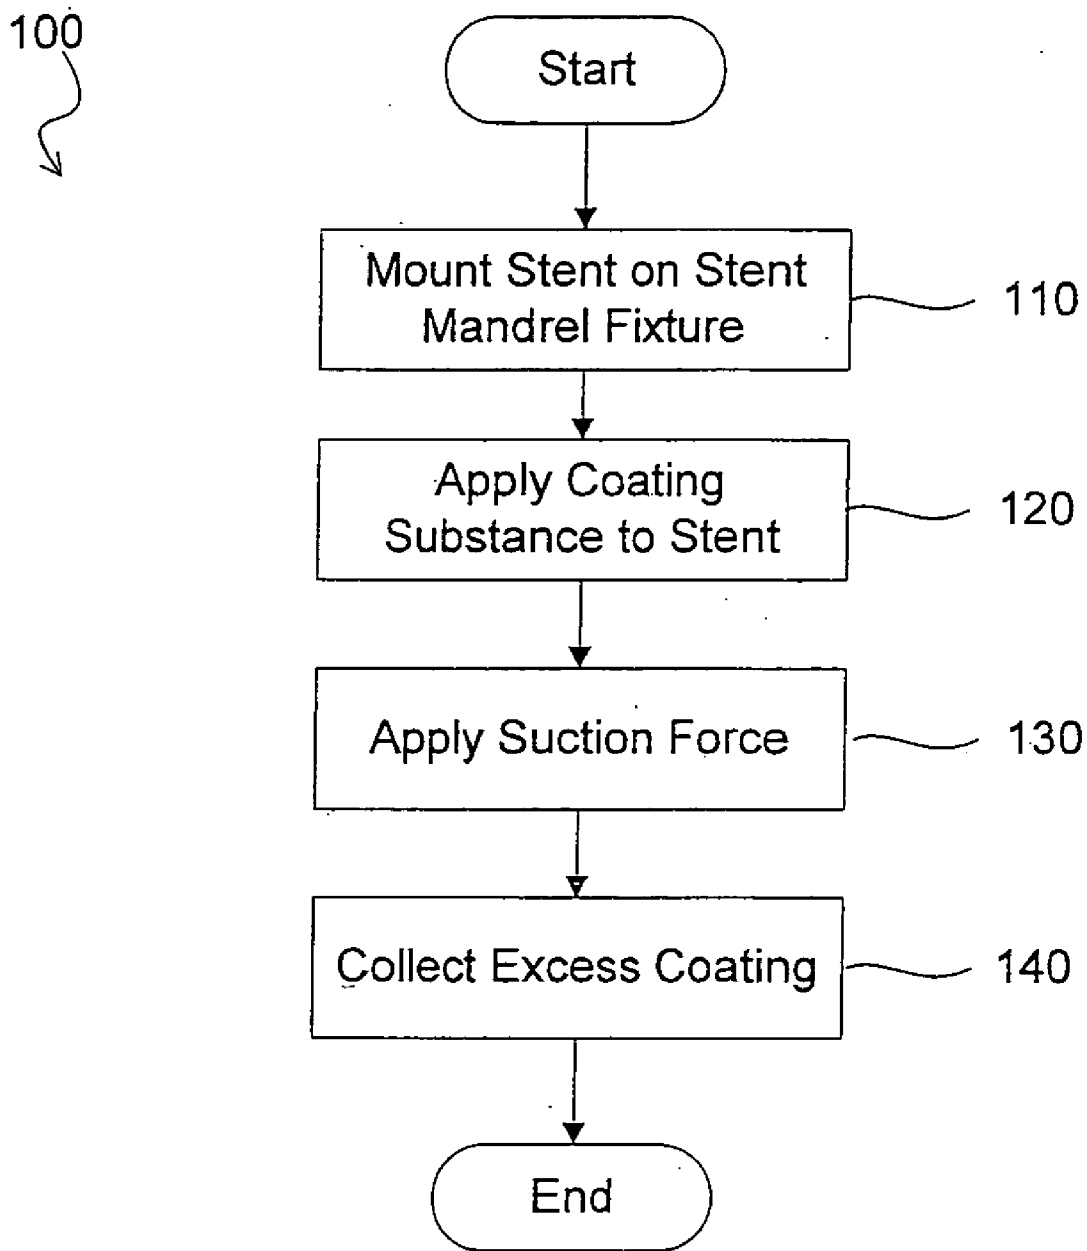 100
Start
Mount Stent on Stent
Mandrel Fixture
110
Apply Coating
Substance to Stent
120
Apply Suction Force
130
Collect Excess Coating
140
End